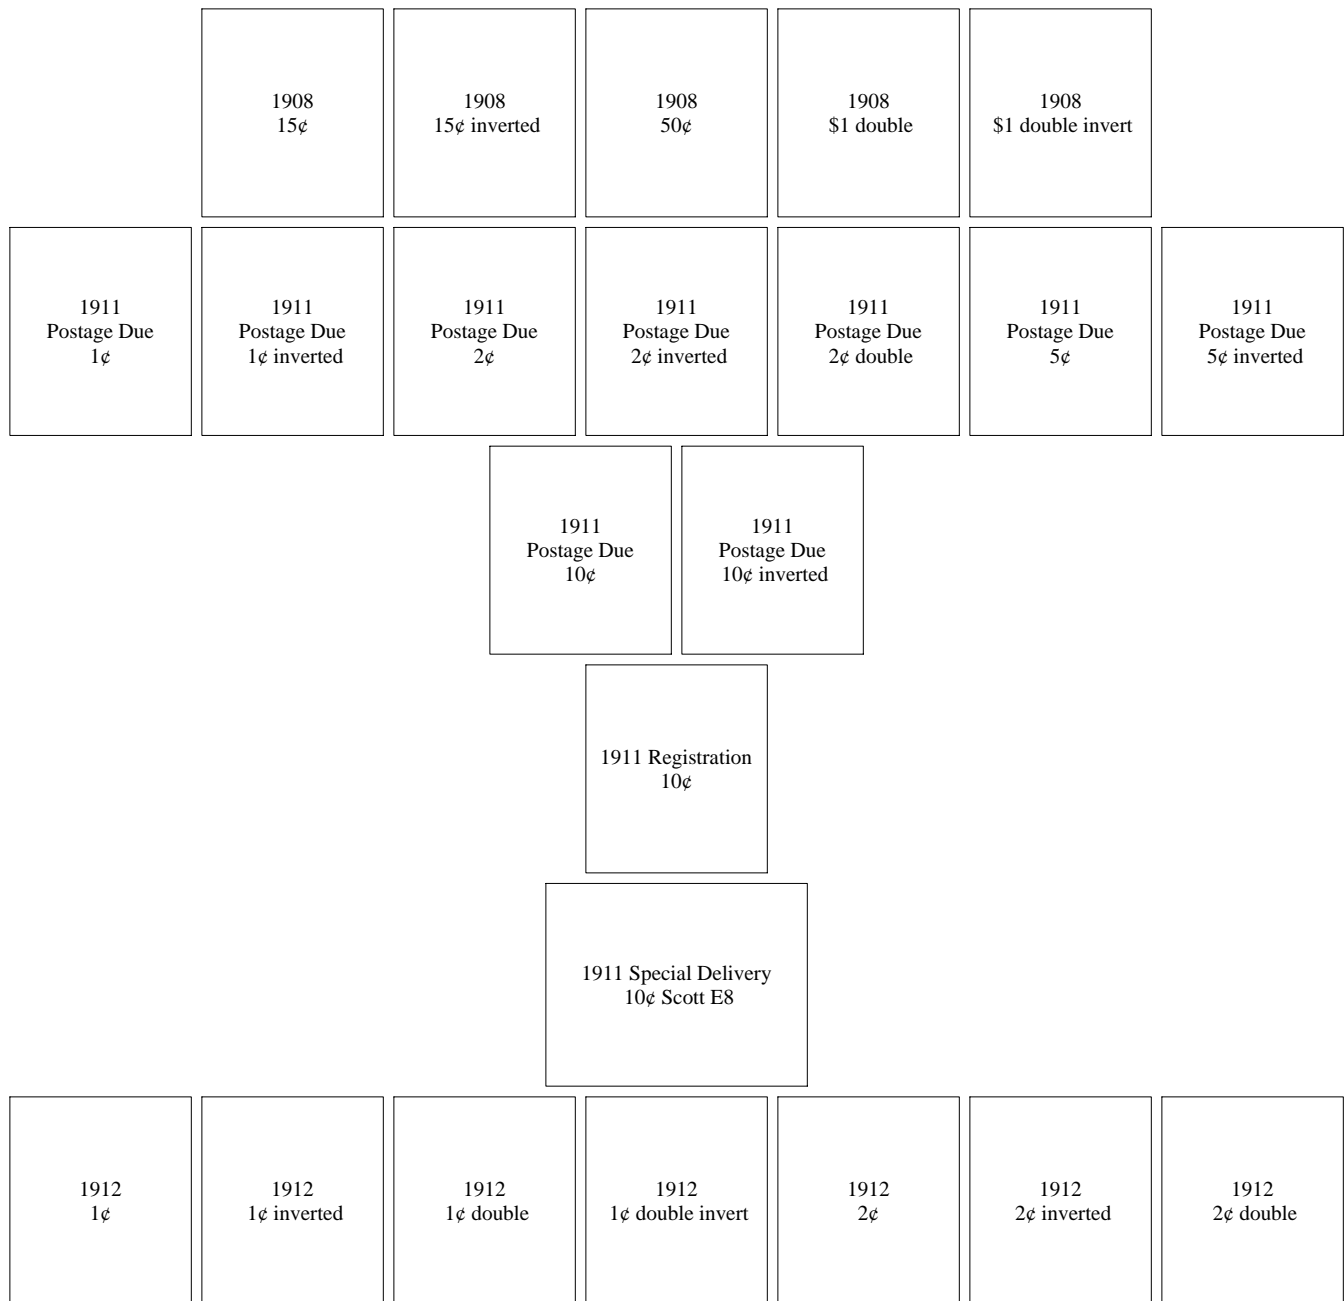 1908
15¢
1908
15¢ inverted
1908
50¢
1908
$1 double
1908
$1 double invert
1911
Postage Due
1¢
1911
Postage Due
1¢ inverted
1911
Postage Due
2¢
1911
Postage Due
2¢ inverted
1911
Postage Due
2¢ double
1911
Postage Due
5¢
1911
Postage Due
5¢ inverted
1911
Postage Due
10¢
1911
Postage Due
10¢ inverted
1911 Registration
10¢
1911 Special Delivery
10¢ Scott E8
1912
1¢
1912
1¢ inverted
1912
1¢ double
1912
1¢ double invert
1912
2¢
1912
2¢ inverted
1912
2¢ double